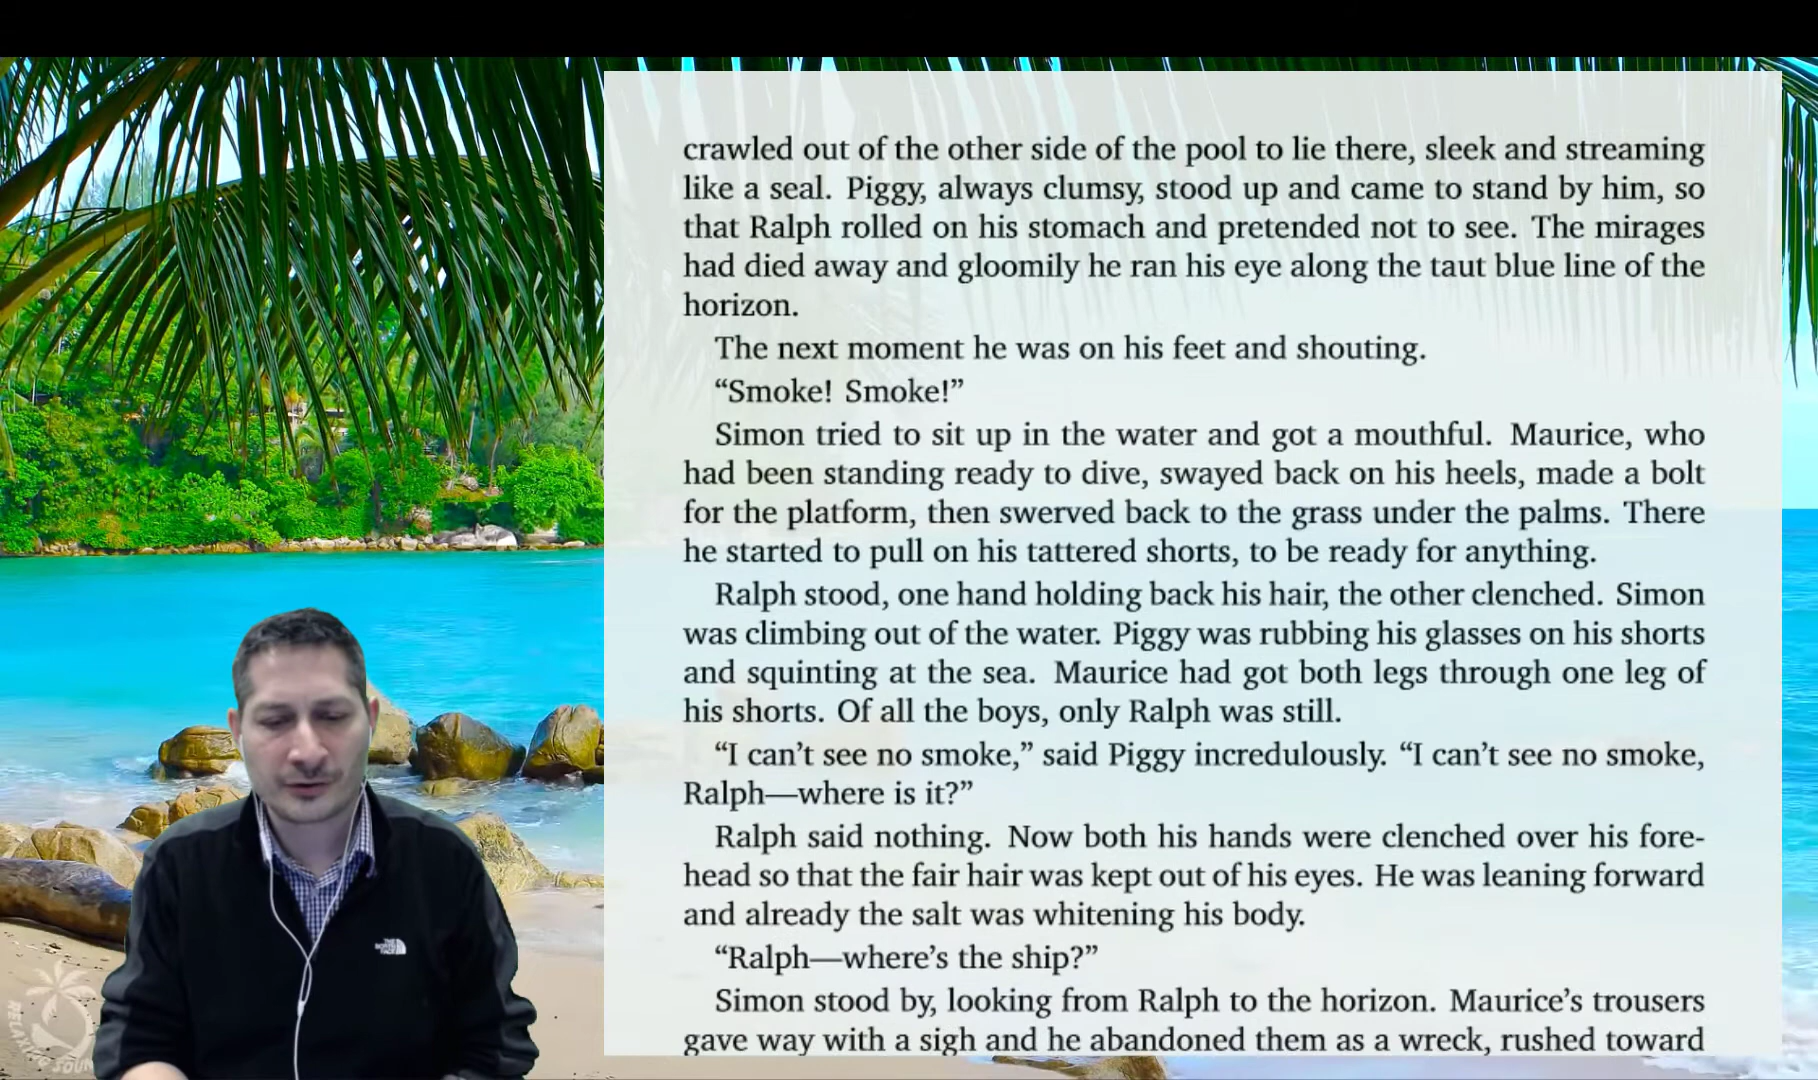 crawled out of the other side of the pool to lie there, sleek and streaming
like a seal. Piggy, always clumsy, stood up and came to stand by him, so
that Ralph rolled on his stomach and pretended not to see. The mirages
had died away and gloomily he ran his eye along the taut blue line of the
horizon.
The next moment he was on his feet and shouting.
“Smoke! Smoke!”
Simon tried to sit up in the water and got a mouthful. Maurice, who
had been standing ready to dive, swayed back on his heels, made a bolt
for the platform, then swerved back to the grass under the palms. There
he started to pull on his tattered shorts, to be ready for anything.
Ralph stood, one hand holding back his hair, the other clenched. Simon
was climbing out of the water. Piggy was rubbing his glasses on his shorts
and squinting at the sea. Maurice had got both legs through one leg of
his shorts. Of all the boys, only Ralph was still.
“I can’t see no smoke,” said Piggy incredulously. “I can’t see no smoke,
Ralph—where is it?”
Ralph said nothing. Now both his hands were clenched over his fore-
head so that the fair hair was kept out of his eyes. He was leaning forward
and already the salt was whitening his body.
“Ralph—where’s the ship?”
Simon stood by, looking from Ralph to the horizon. Maurice’s trousers
gave way with a sigh and he abandoned them as a wreck, rushed toward
THE
NORTH
FACE